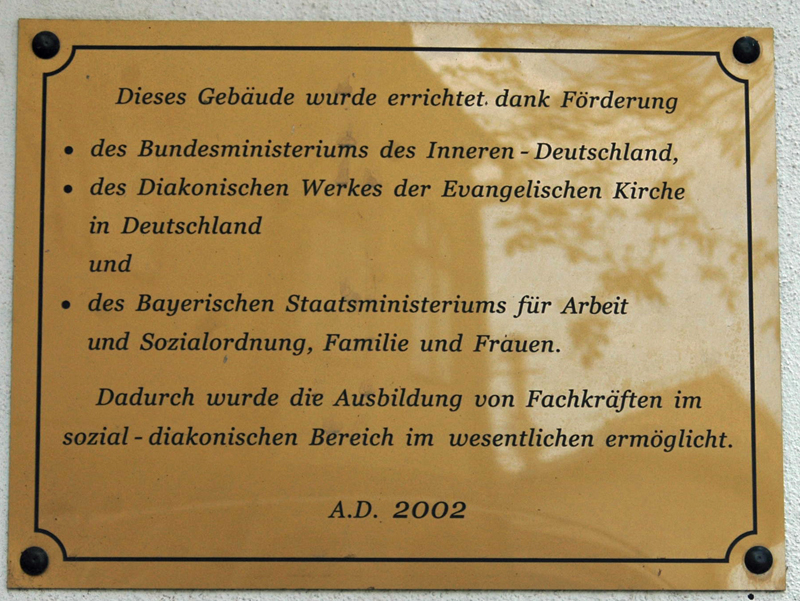 Dieses Gebäude wurde errichtet dank Förderung
• des Bundesministeriums des Inneren - Deutschland,
• des Diakonischen Werkes der Evangelischen Kirche
in Deutschland
und
• des Bayerischen Staatsministeriums für Arbeit
und Sozialordnung, Familie und Frauen.
Dadurch wurde die Ausbildung von Fachkräften im
sozial - diakonischen Bereich im wesentlichen ermöglicht.
A.D. 2002